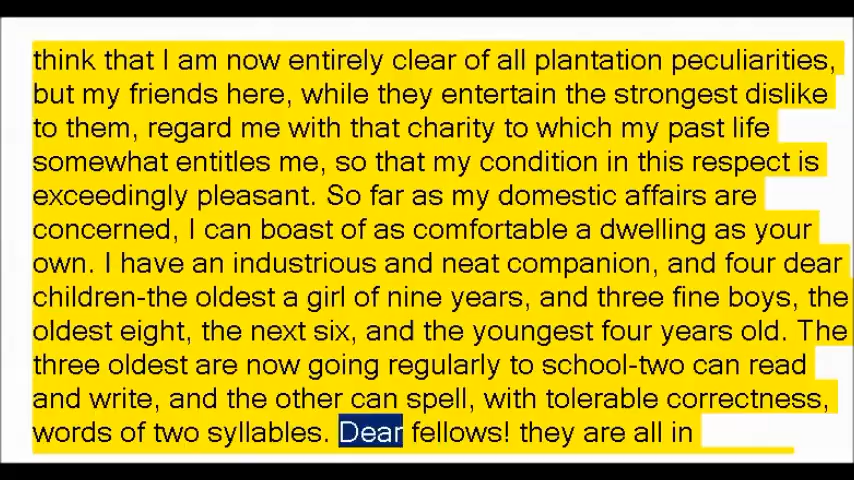 think that I am now entirely clear of all plantation peculiarities,
but my friends here, while they entertain the strongest dislike
to them, regard me with that charity to which my past life
somewhat entitles me, so that my condition in this respect is
exceedingly pleasant. So far as my domestic affairs are
concerned, I can boast of as comfortable a dwelling as your
own. I have an industrious and neat companion, and four dear
children-the oldest a girl of nine years, and three fine boys, the
oldest eight, the next six, and the youngest four years old. The
three oldest are now going regularly to school-two can read
and write, and the other can spell, with tolerable correctness,
words of two syllables. Dear fellows! they are all in